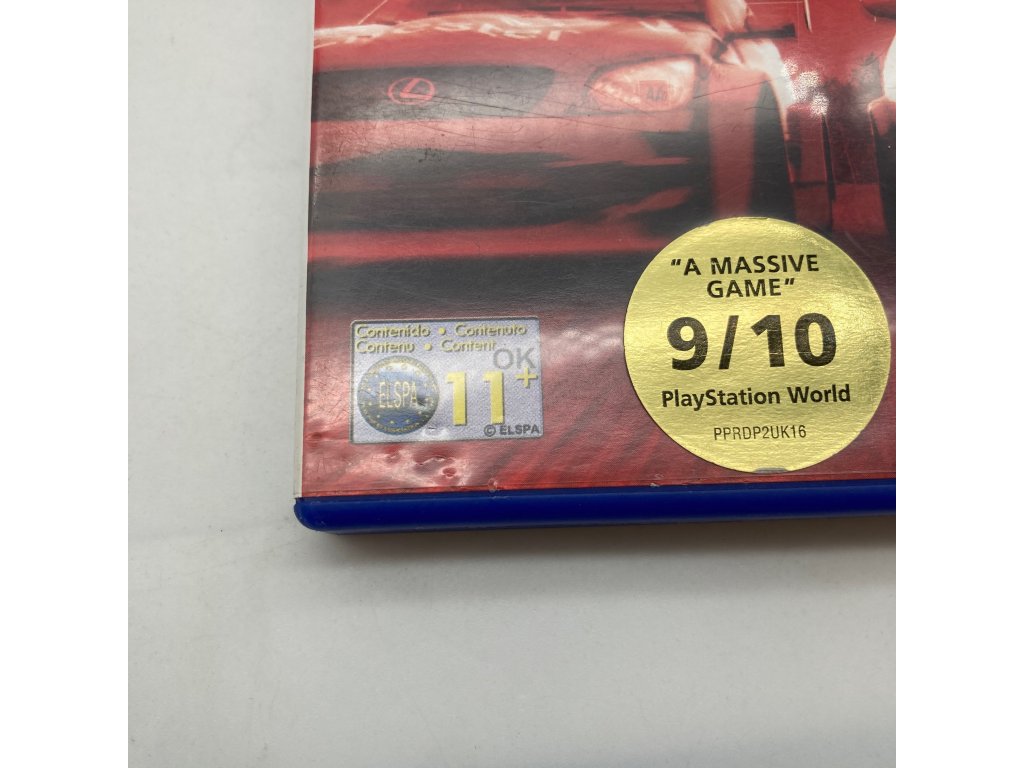 "A MASSIVE
GAME"
9/10
PlayStation World
PPRDP2UK16
Contenido • Contenuto
Contenu • Content
OK
ELSPA
11+
© ELSPA